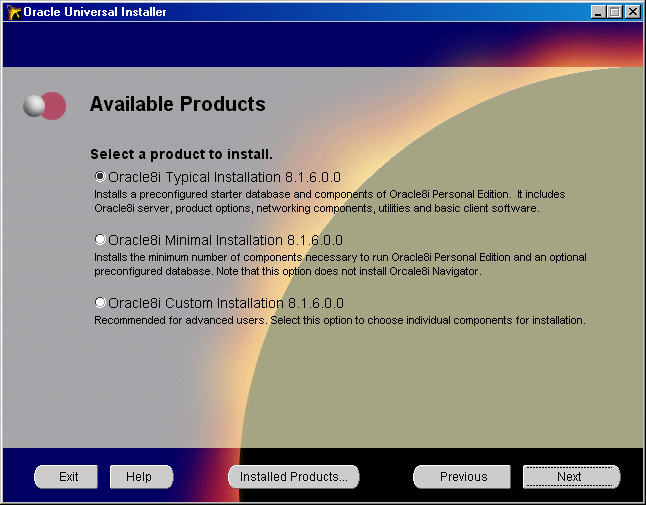 Oracle Universal Installer
Available Products
Select a product to install.
Oracle8i Typical Installation 8.1.6.0.0
Installs a preconfigured starter database and components of Oracle8i Personal Edition. It includes
Oracle8i server, product options, networking components, utilities and basic client software.
Oracle8i Minimal Installation 8.1.6.0.0
Installs the minimum number of components necessary to run Oracle8i Personal Edition and an optional
preconfigured database. Note that this option does not install Orcale8i Navigator.
Oracle8i Custom Installation 8.1.6.0.0
Recommended for advanced users. Select this option to choose individual components for installation.
Exit Help Installed Products... Previous Next